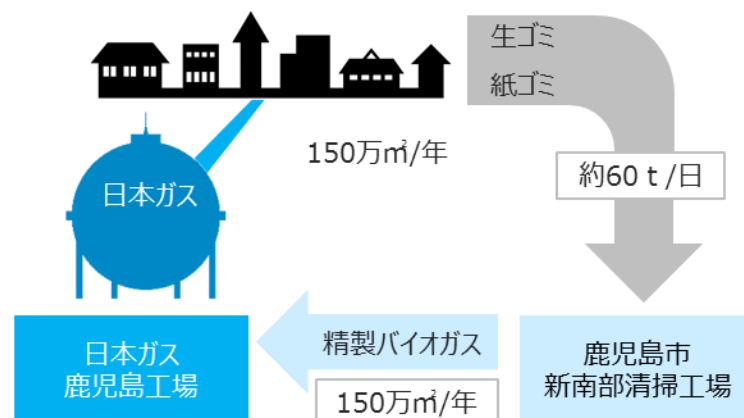 生ゴミ
紙ゴミ
150万㎥/年
約60ｔ/日
日本ガス
日本ガス
鹿児島工場
精製バイオガス
150万㎥/年
鹿児島市
新南部清掃工場